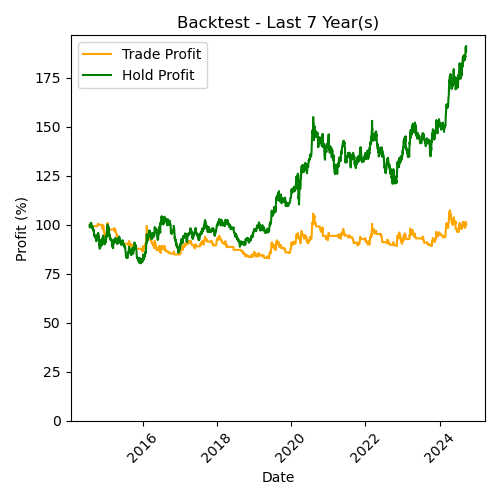 Backtest - Last 7 Year(s)
Trade Profit
Hold Profit
Profit (%)
175
150
125
100
75
50
25
0
2016
2018
2020
2022
2024
Date